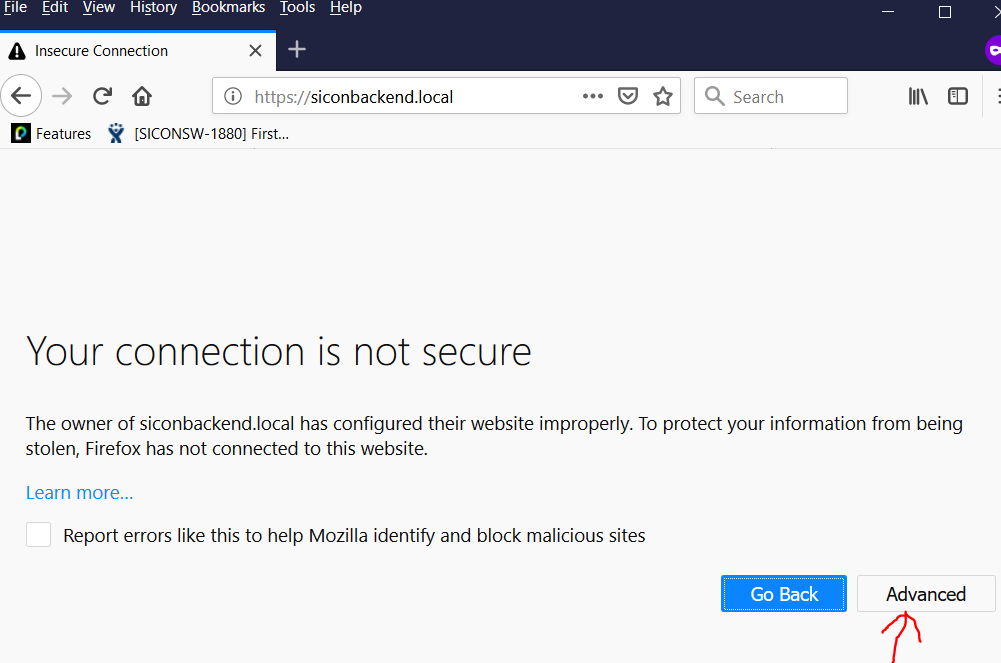 File Edit View History Bookmarks Tools Help
Insecure Connection
https://siconbackend.local
Search
Features
[SICONSW-1880] First...
Your connection is not secure
The owner of siconbackend.local has configured their website improperly. To protect your information from being
stolen, Firefox has not connected to this website.
Learn more...
Report errors like this to help Mozilla identify and block malicious sites
Go Back
Advanced